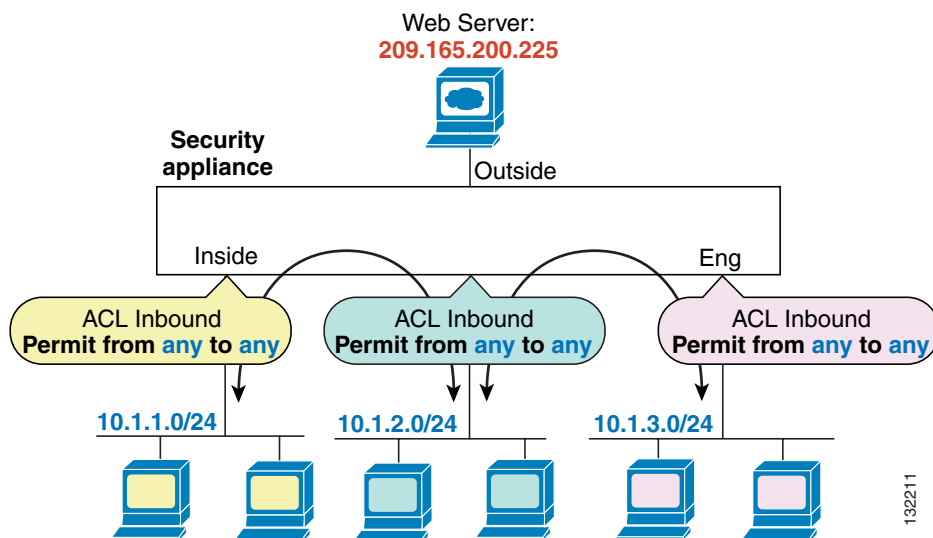 Web Server:
209.165.200.225
Security
appliance
Outside
Inside
Eng
ACL Inbound
Permit from any to any
ACL Inbound
Permit from any to any
ACL Inbound
Permit from any to any
10.1.1.0/24
10.1.2.0/24
10.1.3.0/24
132211